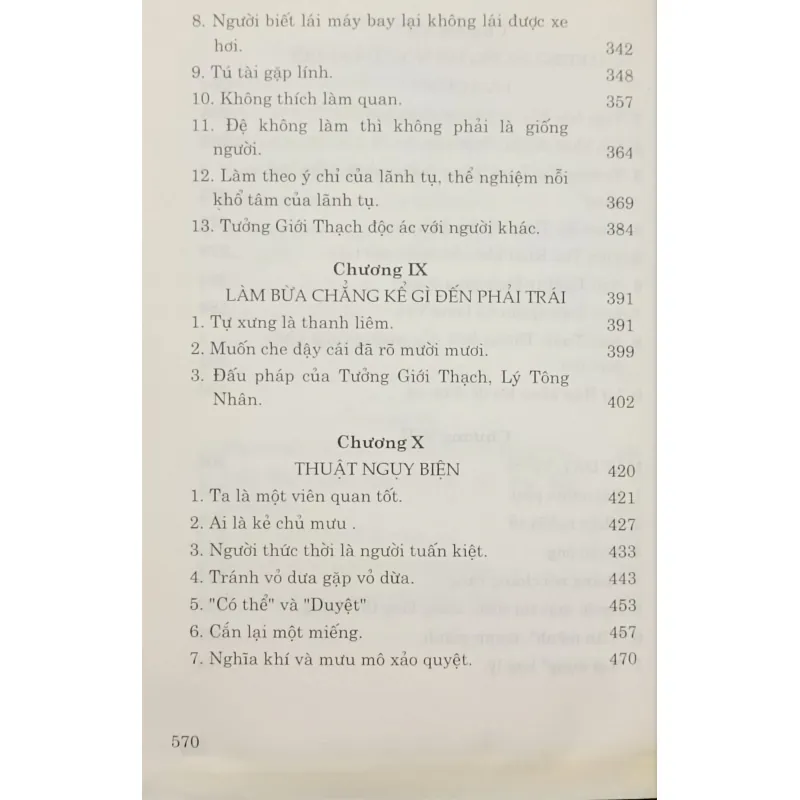 8. Người biết lái máy bay lại không lái được xe
hơi. 342
9. Tú tài gặp lính. 348
10. Không thích làm quan. 357
11. Đệ không làm thì không phải là giống
người. 364
12. Làm theo ý chỉ của lãnh tụ, thể nghiệm nỗi
khổ tâm của lãnh tụ. 369
13. Tưởng Giới Thạch độc ác với người khác. 384
Chương IX
LÀM BỪA CHẲNG KỂ GÌ ĐẾN PHẢI TRÁI 391
1. Tự xưng là thanh liêm. 391
2. Muốn che đậy cái đã rõ mười mươi. 399
3. Đấu pháp của Tưởng Giới Thạch, Lý Tông
Nhân. 402
Chương X
THUẬT NGỤY BIỆN 420
1. Ta là một viên quan tốt. 421
2. Ai là kẻ chủ mưu . 427
3. Người thức thời là người tuấn kiệt. 433
4. Tránh vỏ dưa gặp vỏ dừa. 443
5. "Có thể" và "Duyệt" 453
6. Cắn lại một miếng. 457
7. Nghĩa khí và mưu mô xảo quyệt. 470
570